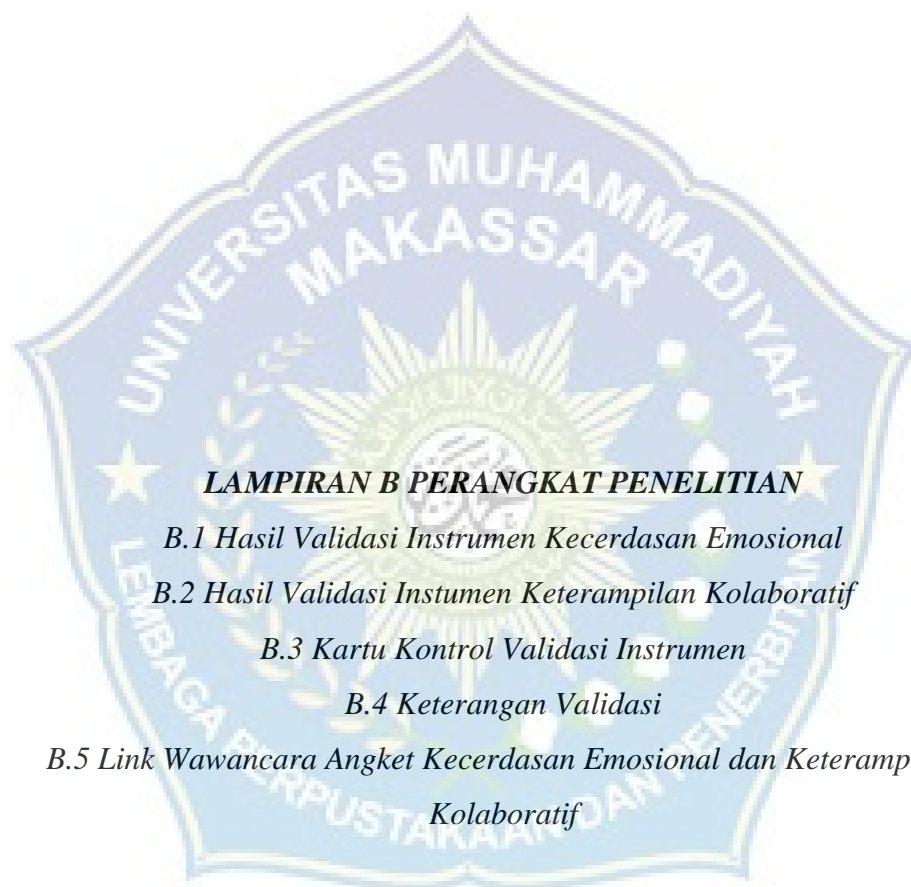 UNIVERSITAS MUHAMMADIYAH
MAKASSAR
LAMPIRAN B PERANGKAT PENELITIAN
B.1 Hasil Validasi Instrumen Kecerdasan Emosional
B.2 Hasil Validasi Instumen Keterampilan Kolaboratif
B.3 Kartu Kontrol Validasi Instrumen
B.4 Keterangan Validasi
B.5 Link Wawancara Angket Kecerdasan Emosional dan Keteramp
Kolaboratif
LEMBAGA PERPUSTAKAAN DAN PENERBITAN